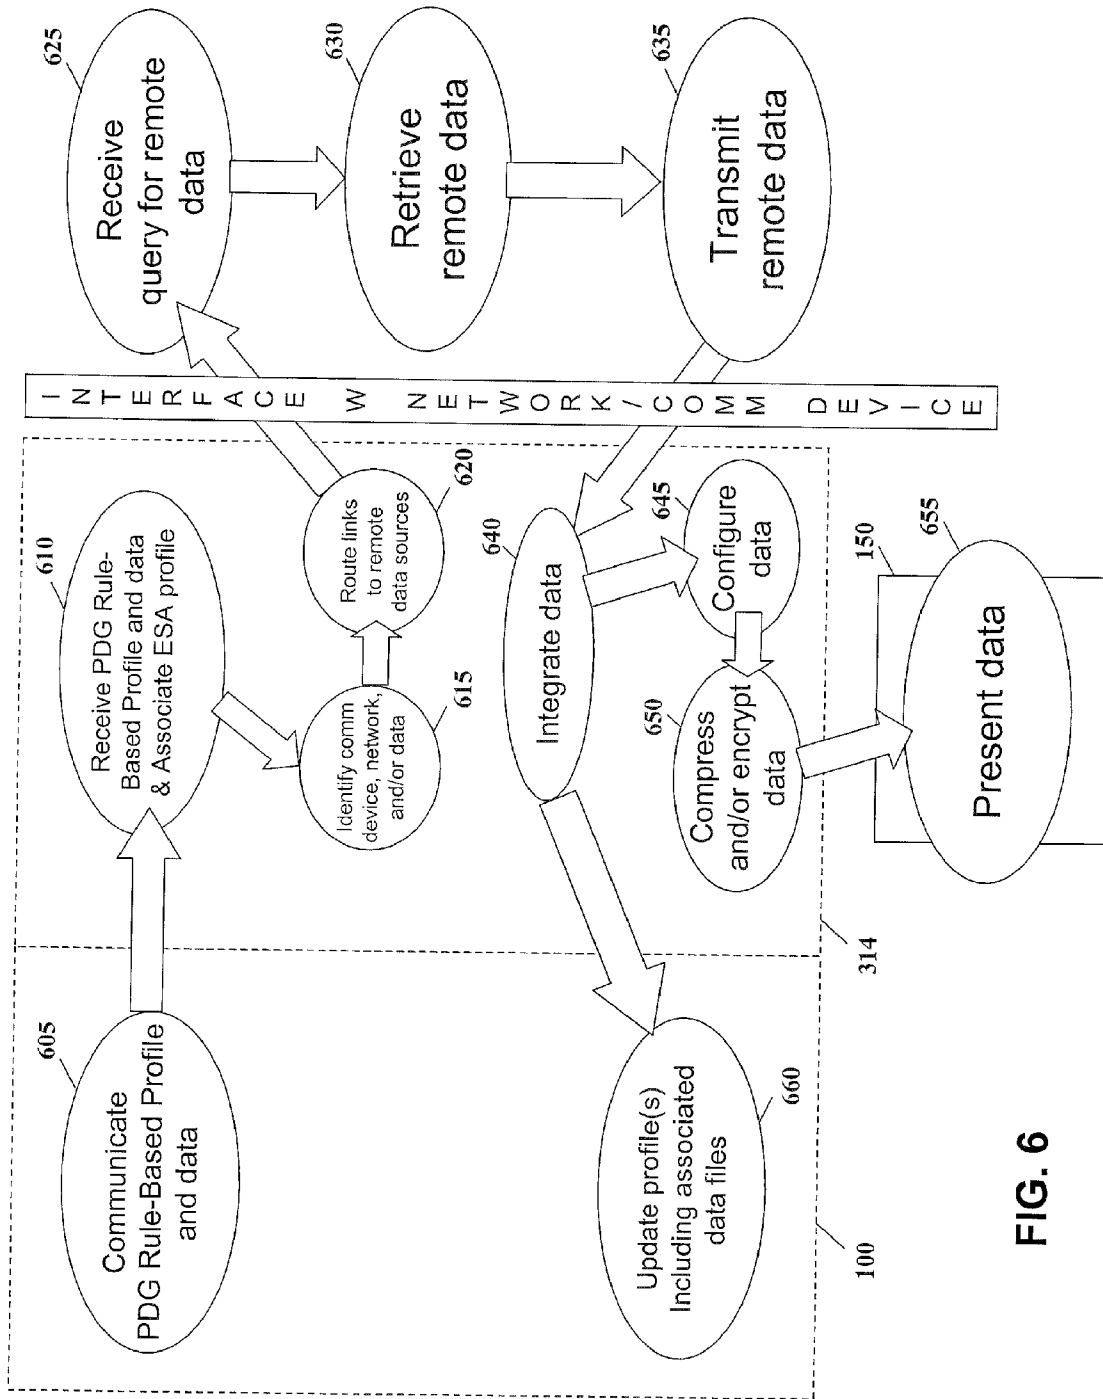 605
Communicate
PDG Rule-Based Profile
and data
610
Receive PDG Rule-
Based Profile and data
& Associate ESA profile
Identify comm
device, network,
and/or data
615
Route links
to remote
data sources
620
INTERFACE W NETWORK/COMM DEVICE
625
Receive
query for remote
data
630
Retrieve
remote data
635
Transmit
remote data
640
Integrate data
645
Configure
data
650
Compress
and/or encrypt
data
150
655
Present data
Update profile(s)
Including associated
data files
660
100
314
FIG. 6